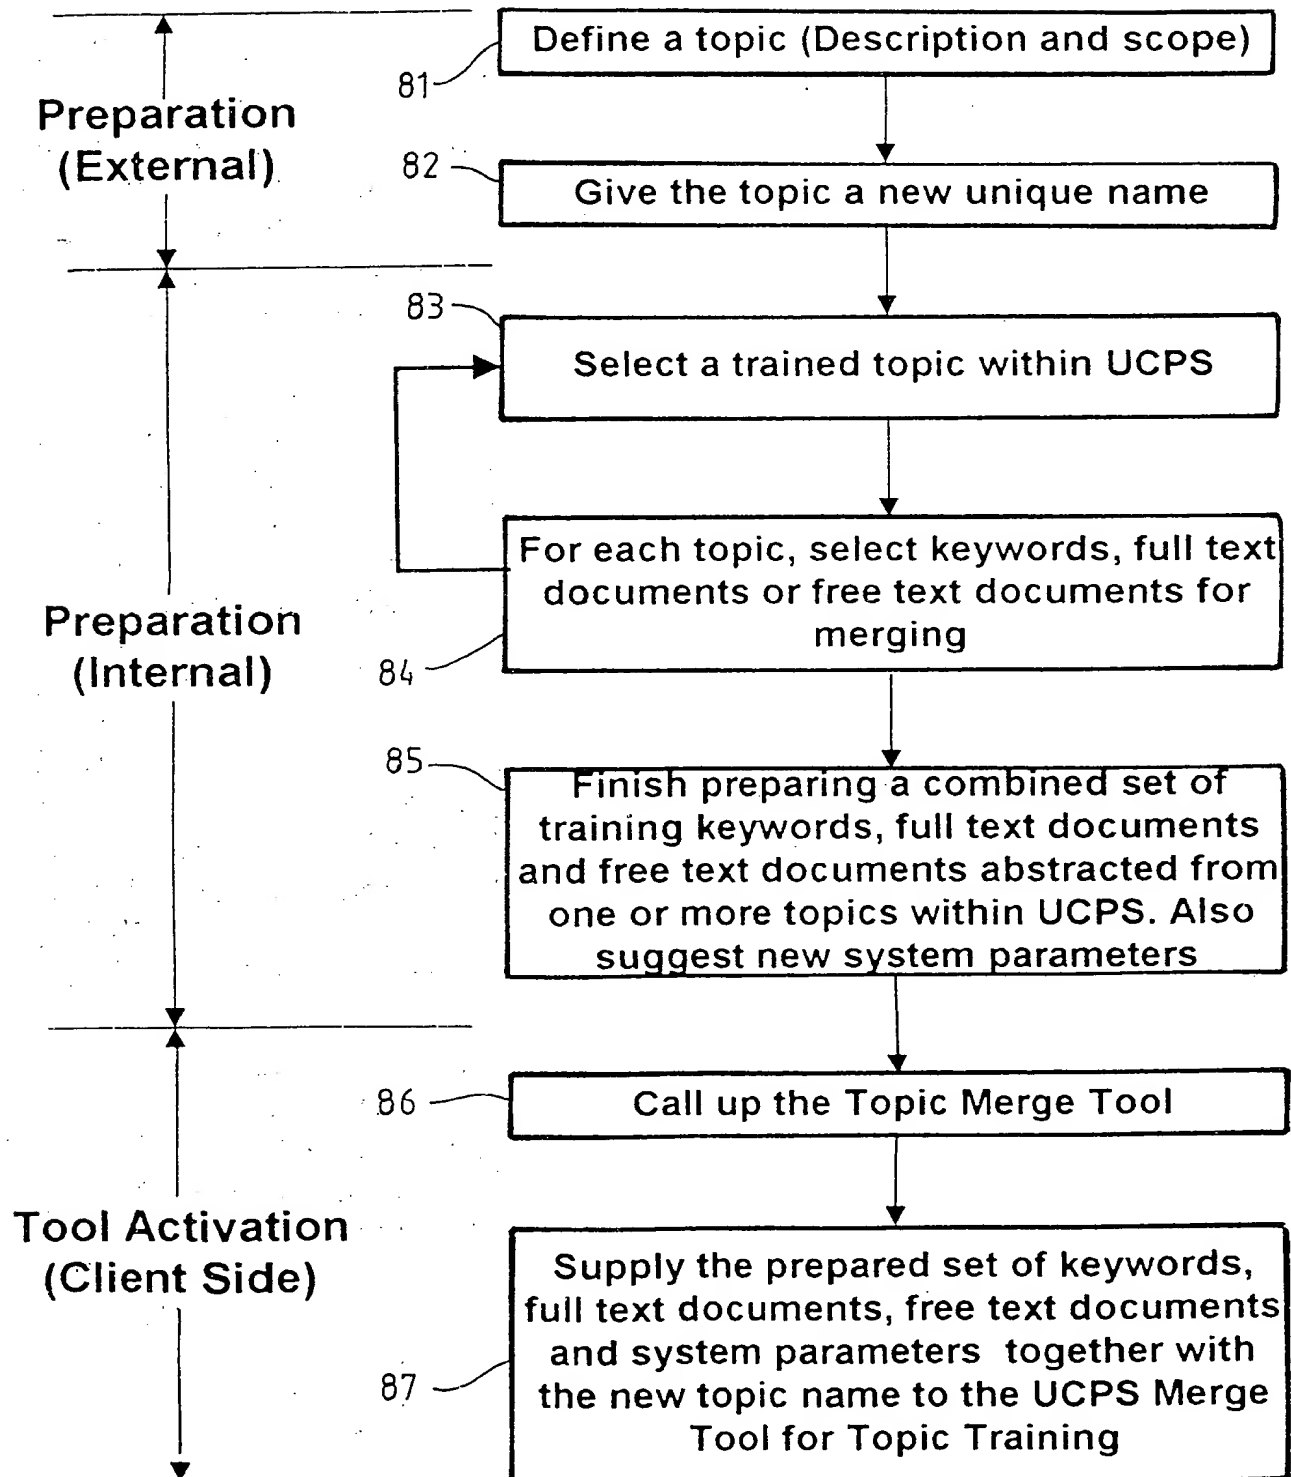 81
Define a topic (Description and scope)
Preparation
(External)
82
Give the topic a new unique name
83
Select a trained topic within UCPS
For each topic, select keywords, full text
documents or free text documents for
merging
84
Preparation
(Internal)
85
Finish preparing a combined set of
training keywords, full text documents
and free text documents abstracted from
one or more topics within UCPS. Also
suggest new system parameters
86
Call up the Topic Merge Tool
Tool Activation
(Client Side)
87
Supply the prepared set of keywords,
full text documents, free text documents
and system parameters together with
the new topic name to the UCPS Merge
Tool for Topic Training